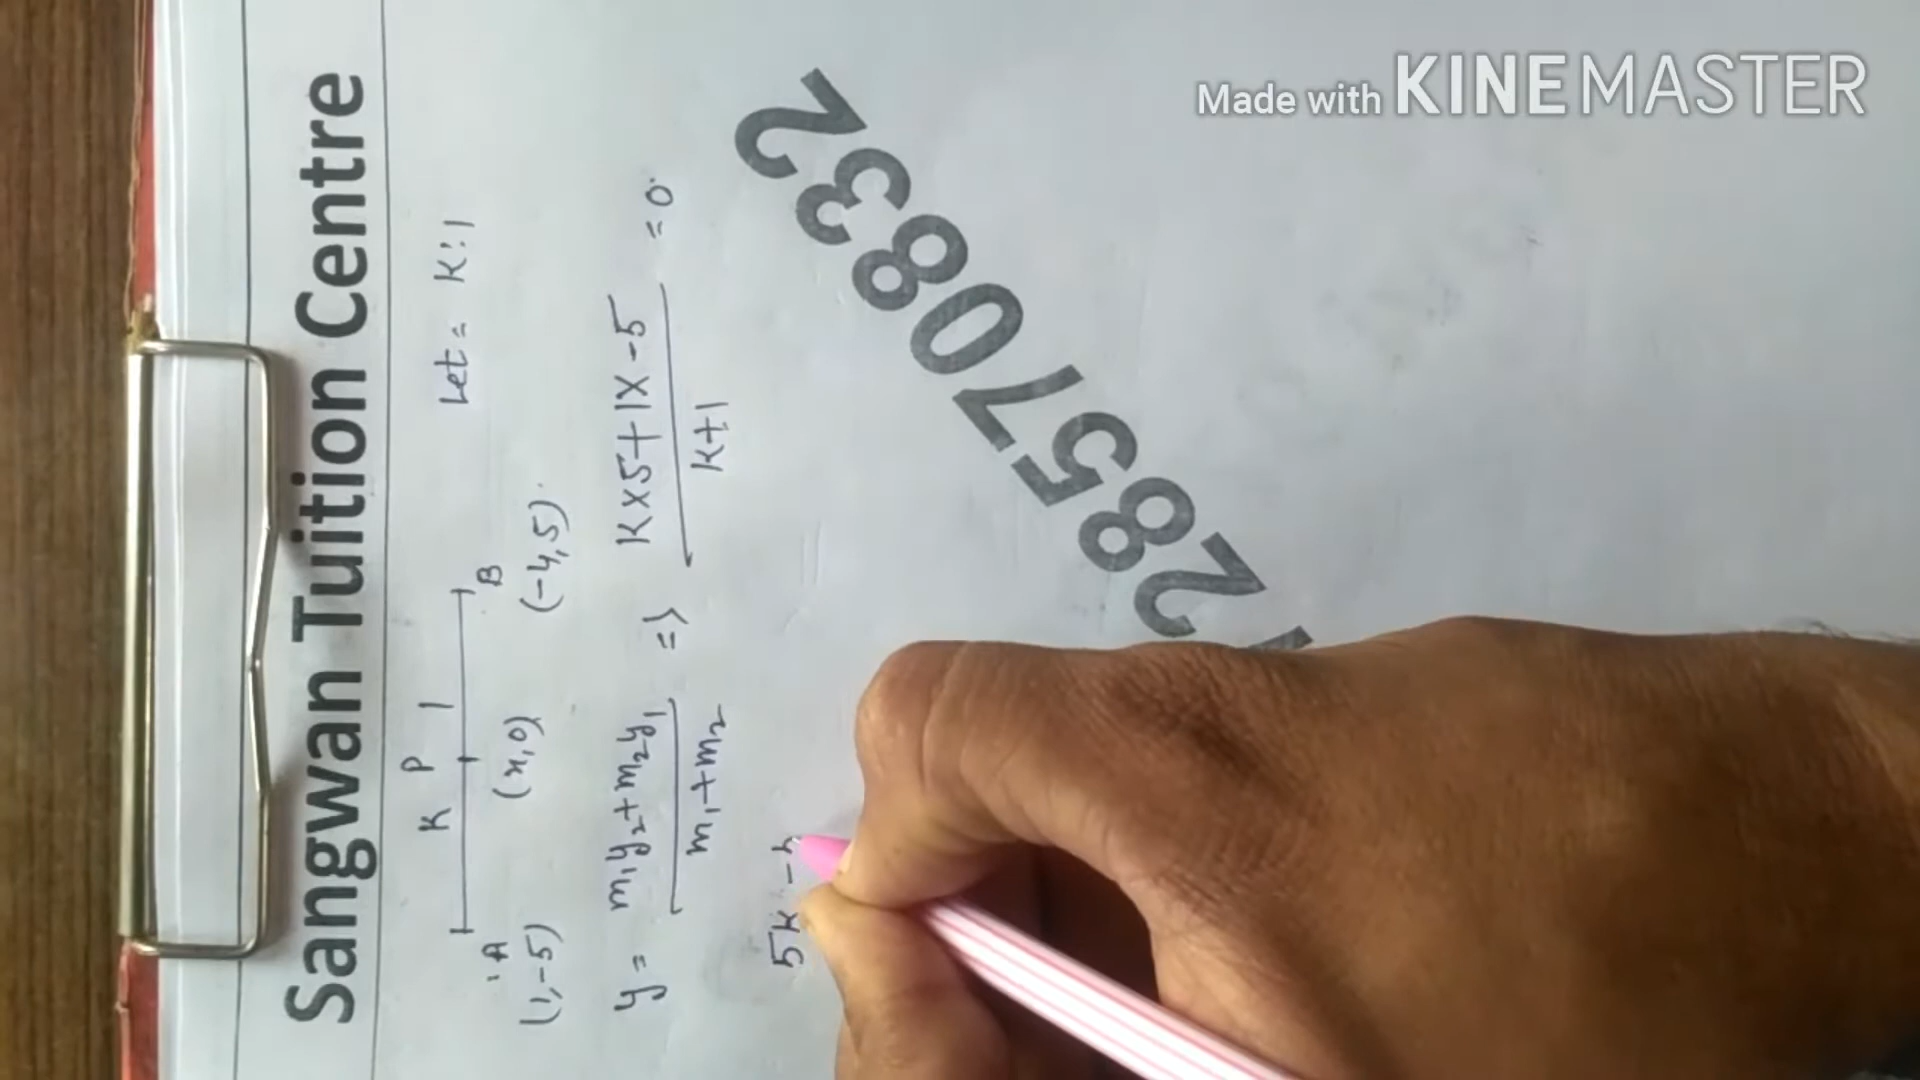 Made with KINEMASTER
Sangwan Tuition Centre
Let = K:1
K P 1
A B
(1,-5) (x,0) (-4,5)
y = m₁y₂+m₂y₁ / m₁+m₂ => K×5+1×-5 / K+1 = 0
5K -
28570832